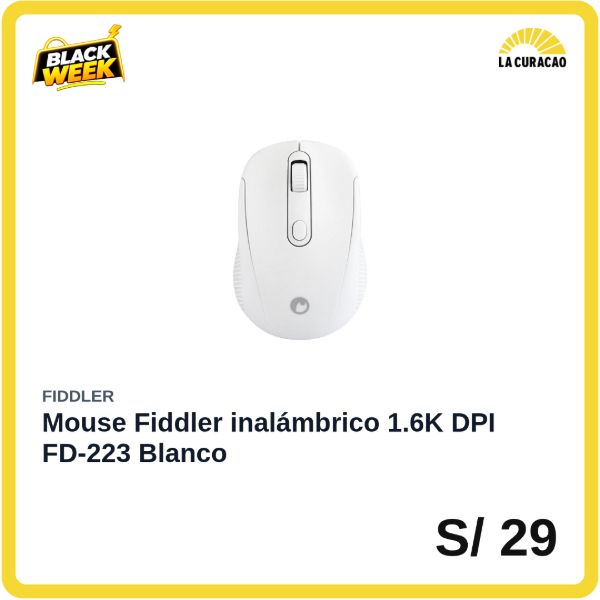 BLACK
WEEK
LA CURACAO
FIDDLER
Mouse Fiddler inalámbrico 1.6K DPI
FD-223 Blanco
S/ 29